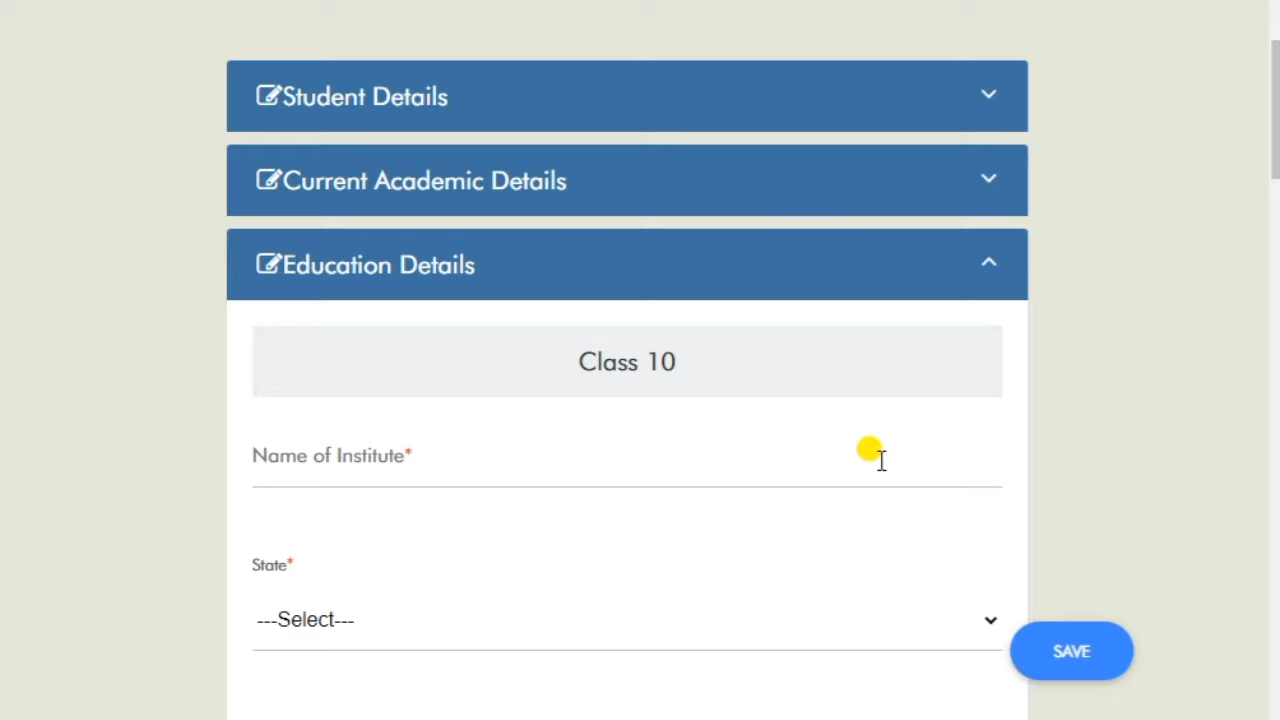 Student Details
Current Academic Details
Education Details
Class 10
Name of Institute*
State*
---Select---
SAVE